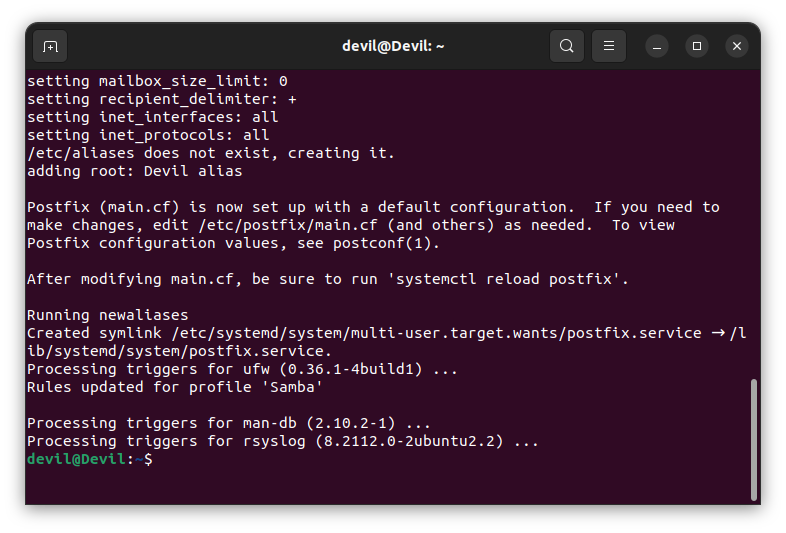 devil@Devil: ~
setting mailbox_size_limit: 0
setting recipient_delimiter: +
setting inet_interfaces: all
setting inet_protocols: all
/etc/aliases does not exist, creating it.
adding root: Devil alias
Postfix (main.cf) is now set up with a default configuration.  If you need to
make changes, edit /etc/postfix/main.cf (and others) as needed.  To view
Postfix configuration values, see postconf(1).
After modifying main.cf, be sure to run 'systemctl reload postfix'.
Running newaliases
Created symlink /etc/systemd/system/multi-user.target.wants/postfix.service → /l
ib/systemd/system/postfix.service.
Processing triggers for ufw (0.36.1-4build1) ...
Rules updated for profile 'Samba'
Processing triggers for man-db (2.10.2-1) ...
Processing triggers for rsyslog (8.2112.0-2ubuntu2.2) ...
devil@Devil:~$